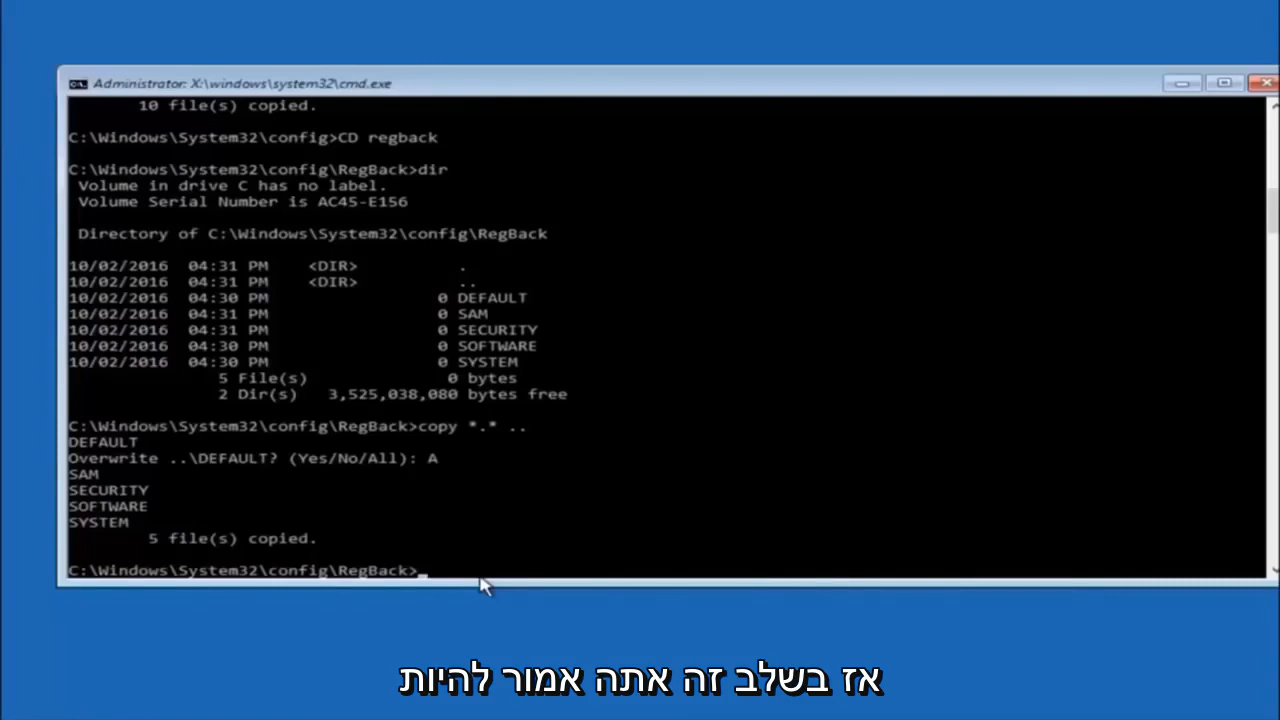 Administrator: X:\windows\system32\cmd.exe
10 file(s) copied.
C:\Windows\System32\config>CD regback
C:\Windows\System32\config\RegBack>dir
Volume in drive C has no label.
Volume Serial Number is AC45-E156
Directory of C:\Windows\System32\config\RegBack
10/02/2016 04:31 PM <DIR> .
10/02/2016 04:31 PM <DIR> ..
10/02/2016 04:30 PM 0 DEFAULT
10/02/2016 04:31 PM 0 SAM
10/02/2016 04:31 PM 0 SECURITY
10/02/2016 04:30 PM 0 SOFTWARE
10/02/2016 04:30 PM 0 SYSTEM
5 File(s) 0 bytes
2 Dir(s) 3,525,038,080 bytes free
C:\Windows\System32\config\RegBack>copy *.* ..
DEFAULT
Overwrite ..\DEFAULT? (Yes/No/All): A
SAM
SECURITY
SOFTWARE
SYSTEM
5 file(s) copied.
C:\Windows\System32\config\RegBack>_
אז בשלב זה אתה אמור להיות